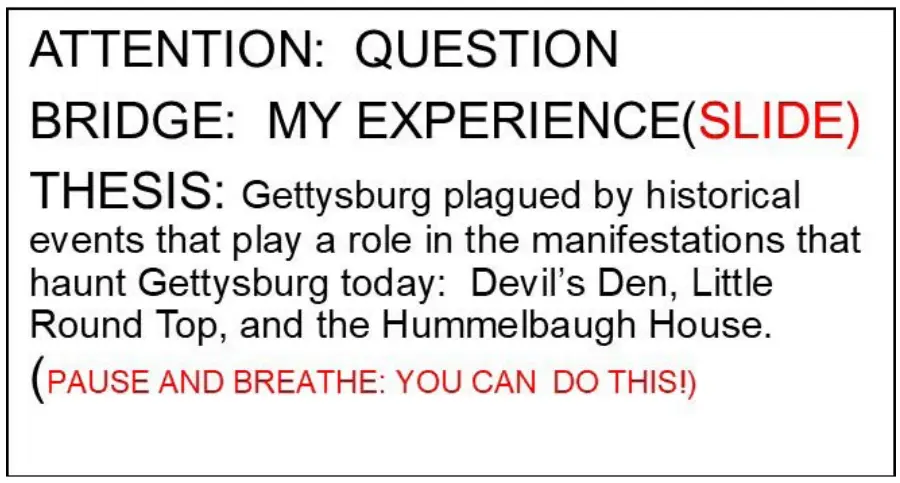 ATTENTION:  QUESTION
BRIDGE:  MY EXPERIENCE(SLIDE)
THESIS: Gettysburg plagued by historical
events that play a role in the manifestations that
haunt Gettysburg today:  Devil's Den, Little
Round Top, and the Hummelbaugh House.
(PAUSE AND BREATHE: YOU CAN  DO THIS!)